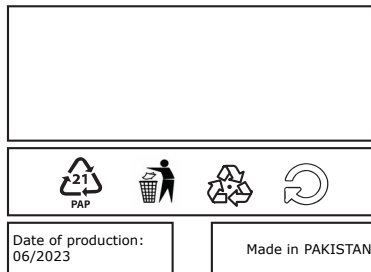 21
PAP
Date of production:
06/2023
Made in PAKISTAN